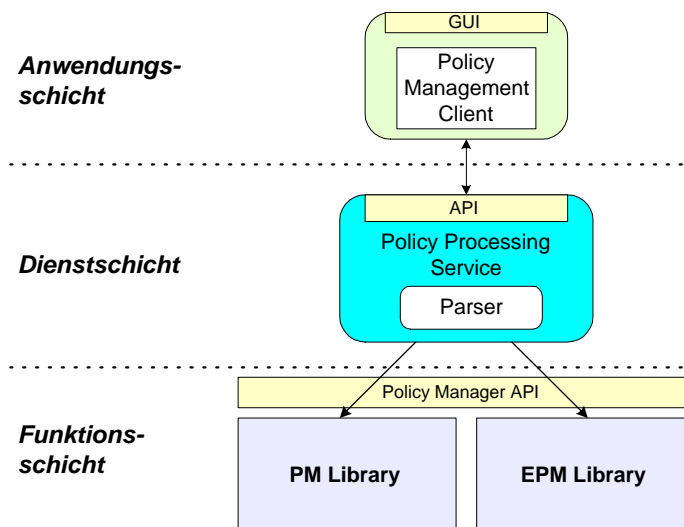 GUI
Anwendungs-
schicht
Policy
Management
Client
API
Policy Processing
Service
Dienstschicht
Parser
Policy Manager API
Funktions-
schicht
PM Library
EPM Library